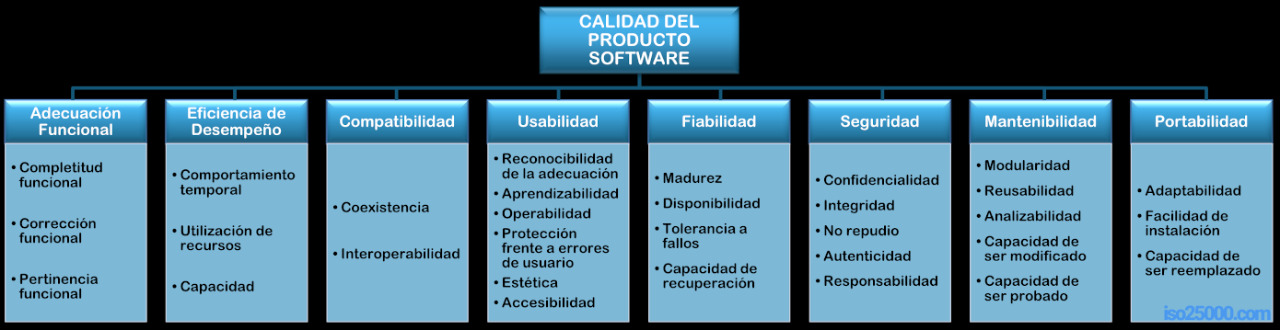 CALIDAD DEL
PRODUCTO
SOFTWARE
Adecuación
Funcional
• Completitud
funcional
• Corrección
funcional
• Pertinencia
funcional
Eficiencia de
Desempeño
• Comportamiento
temporal
• Utilización de
recursos
• Capacidad
Compatibilidad
• Coexistencia
• Interoperabilidad
Usabilidad
• Reconocibilidad
de la adecuación
• Aprendizabilidad
• Operabilidad
• Protección
frente a errores
de usuario
• Estética
• Accesibilidad
Fiabilidad
• Madurez
• Disponibilidad
• Tolerancia a
fallos
• Capacidad de
recuperación
Seguridad
• Confidencialidad
• Integridad
• No repudio
• Autenticidad
• Responsabilidad
Mantenibilidad
• Modularidad
• Reusabilidad
• Analizabilidad
• Capacidad de
ser modificado
• Capacidad de
ser probado
Portabilidad
• Adaptabilidad
• Facilidad de
instalación
• Capacidad de
ser reemplazado
iso25000.com